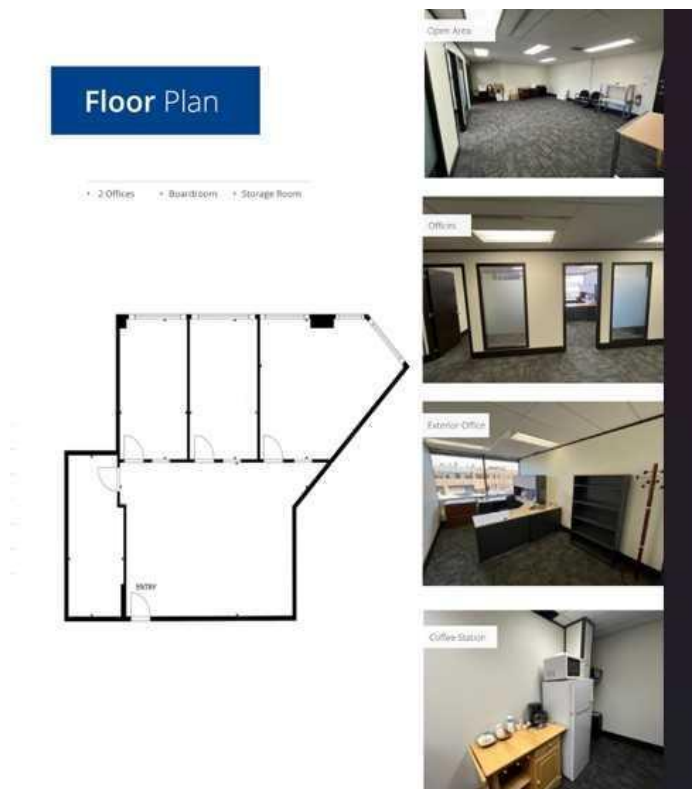 Floor Plan
• 2 Offices • Boardroom • Storage Room
ENTRY
Open Area
Offices
Exterior Office
Coffee Station